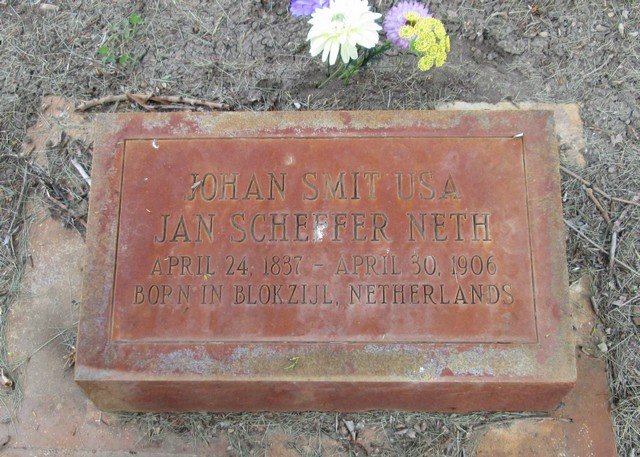 JOHAN SMIT USA
JAN SCHEFFER NETH
APRIL 24, 1837 - APRIL 30, 1906
BORN IN BLOKZIJL, NETHERLANDS